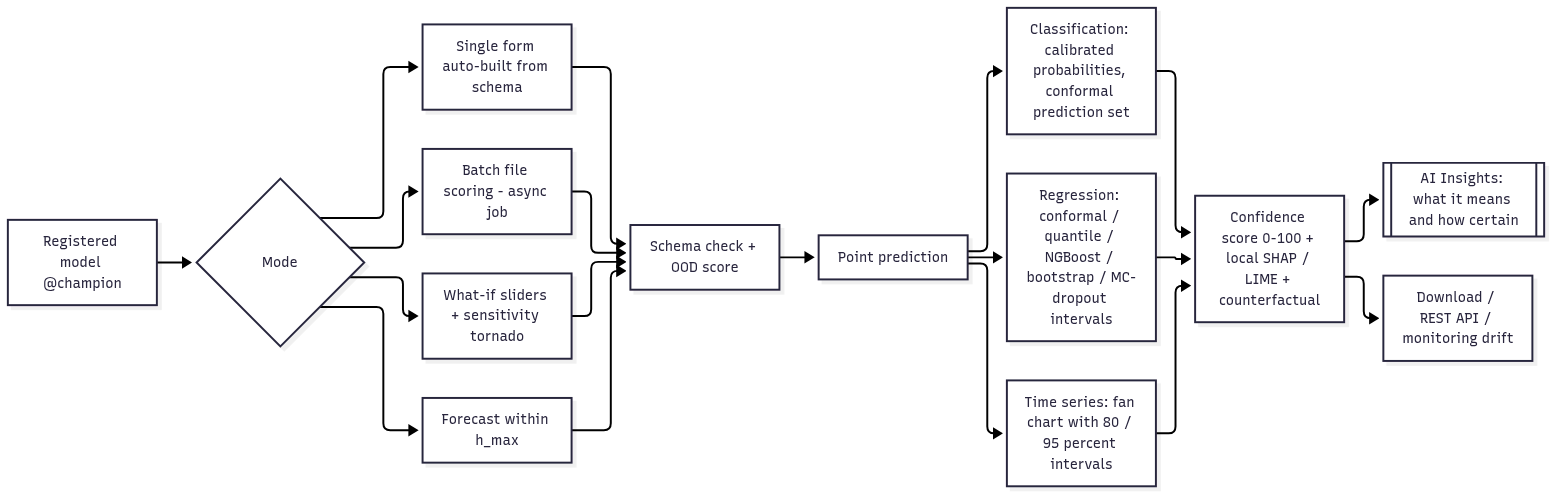 Registered
model
@champion
Mode
Single form
auto-built from
schema
Batch file
scoring - async
job
What-if sliders
+ sensitivity
tornado
Forecast within
h_max
Schema check +
OOD score
Point prediction
Classification:
calibrated
probabilities,
conformal
prediction set
Regression:
conformal /
quantile /
NGBoost /
bootstrap / MC-
dropout
intervals
Time series: fan
chart with 80 /
95 percent
intervals
Confidence
score 0-100 +
local SHAP /
LIME +
counterfactual
AI Insights:
what it means
and how certain
Download /
REST API /
monitoring drift